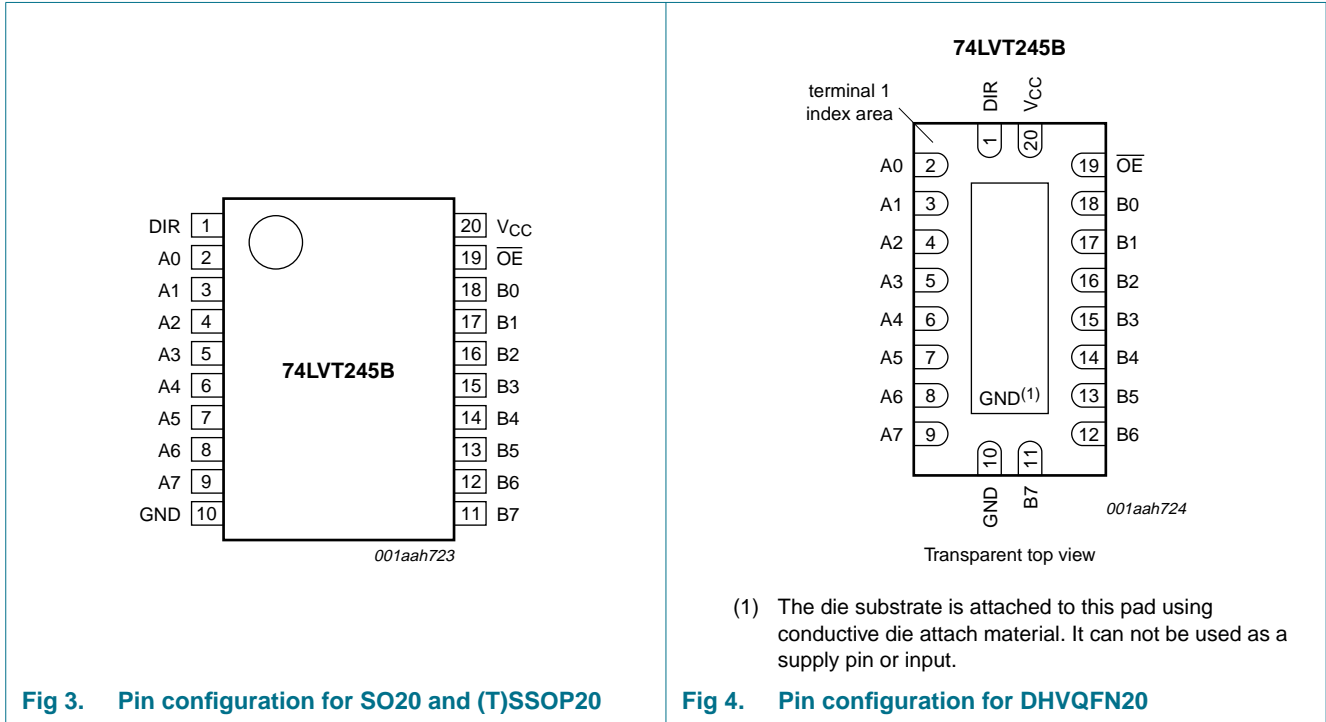 DIR 1
A0 2
A1 3
A2 4
A3 5
A4 6
A5 7
A6 8
A7 9
GND 10
74LVT245B
20 VCC
19 OE
18 B0
17 B1
16 B2
15 B3
14 B4
13 B5
12 B6
11 B7
001aah723
Fig 3. Pin configuration for SO20 and (T)SSOP20
74LVT245B
terminal 1
index area
DIR
VCC
1
20
A0 2
A1 3
A2 4
A3 5
A4 6
A5 7
A6 8
A7 9
19 OE
18 B0
17 B1
16 B2
15 B3
14 B4
13 B5
12 B6
GND(1)
10
11
GND
B7
001aah724
Transparent top view
(1) The die substrate is attached to this pad using
conductive die attach material. It can not be used as a
supply pin or input.
Fig 4. Pin configuration for DHVQFN20